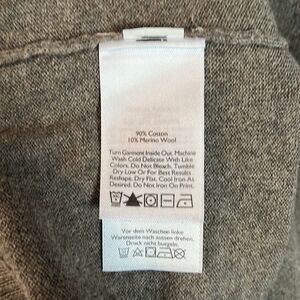 90% Cotton
10% Merino Wool
Turn Garment Inside Out. Machine
Wash Cold Delicate With Like
Colors. Do Not Bleach. Tumble
Dry Low Or For Best Results
Reshape, Dry Flat. Cool Iron As
Desired. Do Not Iron On Print.
Vor dem Waschen linke
Warenseite nach aussen drehen.
Druck nicht buegeln.